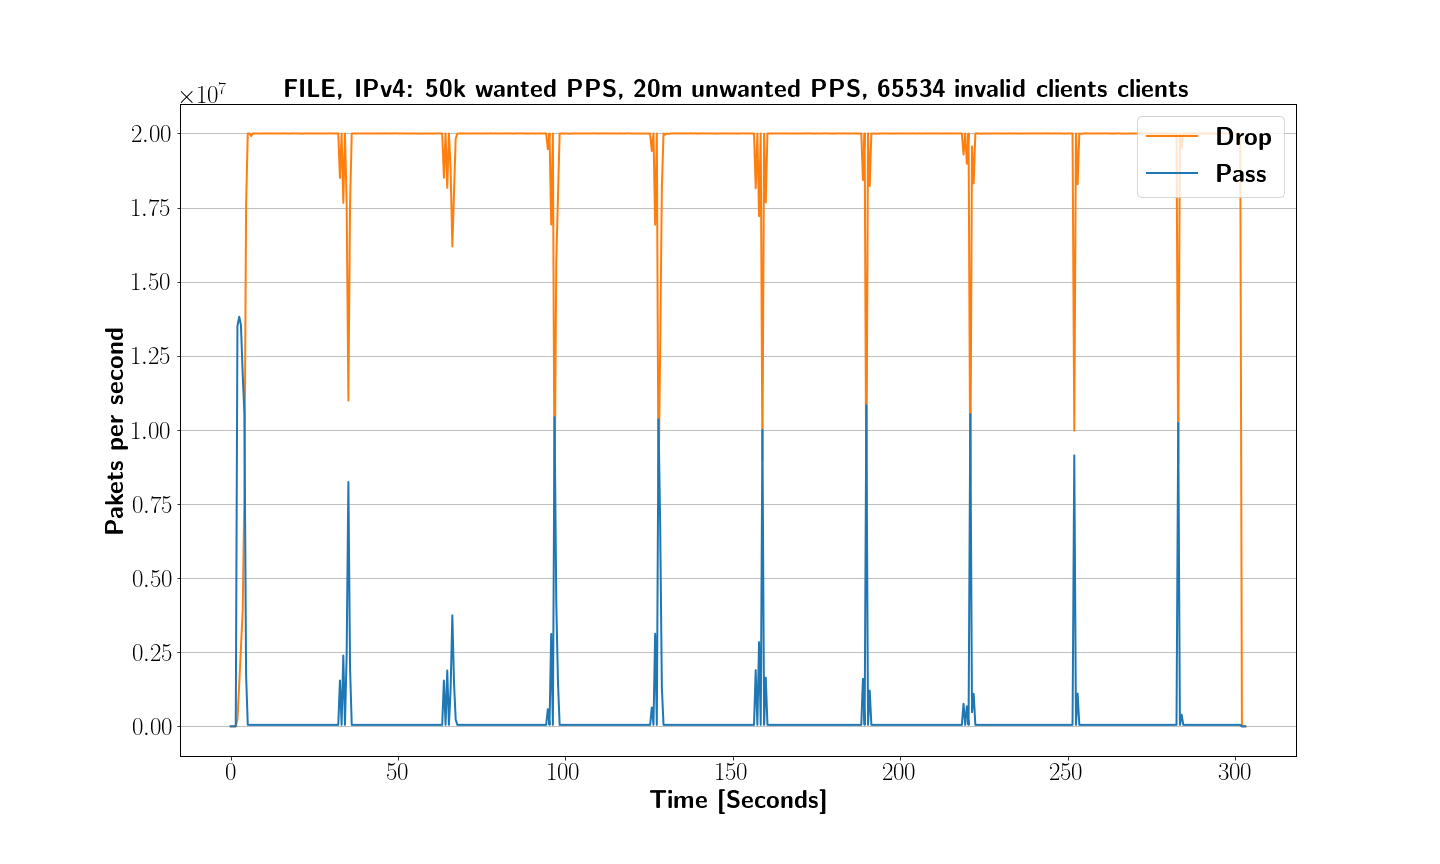 FILE, IPv4: 50k wanted PPS, 20m unwanted PPS, 65534 invalid clients clients
×10^7
2.00
1.75
1.50
1.25
1.00
0.75
0.50
0.25
0.00
Pakets per second
Drop
Pass
0 50 100 150 200 250 300
Time [Seconds]